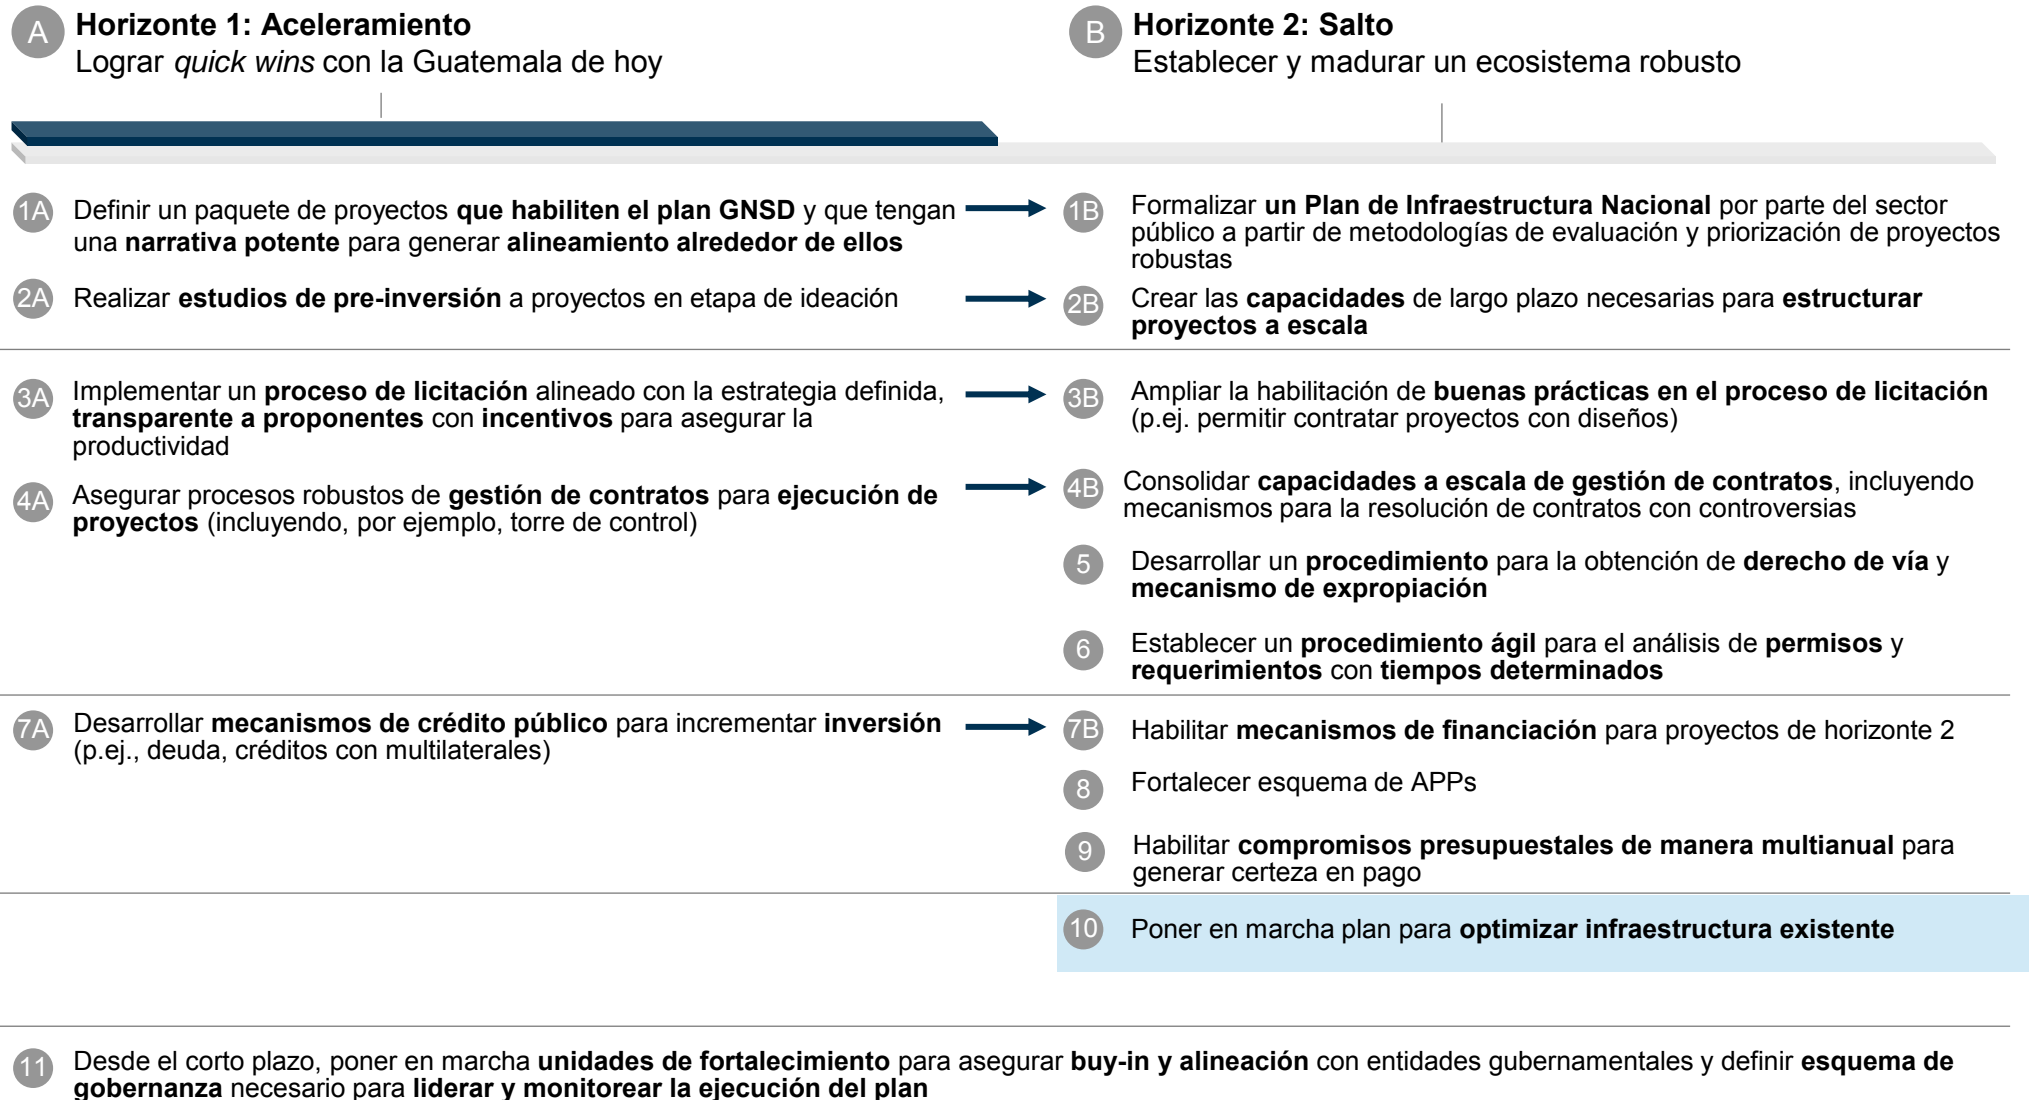 A
Horizonte 1: Aceleramiento
Lograr quick wins con la Guatemala de hoy
B
Horizonte 2: Salto
Establecer y madurar un ecosistema robusto
1A
Definir un paquete de proyectos que habiliten el plan GNSD y que tengan
una narrativa potente para generar alineamiento alrededor de ellos
1B
Formalizar un Plan de Infraestructura Nacional por parte del sector
público a partir de metodologías de evaluación y priorización de proyectos
robustas
2A
Realizar estudios de pre-inversión a proyectos en etapa de ideación
2B
Crear las capacidades de largo plazo necesarias para estructurar
proyectos a escala
3A
Implementar un proceso de licitación alineado con la estrategia definida,
transparente a proponentes con incentivos para asegurar la
productividad
3B
Ampliar la habilitación de buenas prácticas en el proceso de licitación
(p.ej. permitir contratar proyectos con diseños)
4A
Asegurar procesos robustos de gestión de contratos para ejecución de
proyectos (incluyendo, por ejemplo, torre de control)
4B
Consolidar capacidades a escala de gestión de contratos, incluyendo
mecanismos para la resolución de contratos con controversias
5
Desarrollar un procedimiento para la obtención de derecho de vía y
mecanismo de expropiación
6
Establecer un procedimiento ágil para el análisis de permisos y
requerimientos con tiempos determinados
7A
Desarrollar mecanismos de crédito público para incrementar inversión
(p.ej., deuda, créditos con multilaterales)
7B
Habilitar mecanismos de financiación para proyectos de horizonte 2
8
Fortalecer esquema de APPs
9
Habilitar compromisos presupuestales de manera multianual para
generar certeza en pago
10
Poner en marcha plan para optimizar infraestructura existente
11
Desde el corto plazo, poner en marcha unidades de fortalecimiento para asegurar buy-in y alineación con entidades gubernamentales y definir esquema de
gobernanza necesario para liderar y monitorear la ejecución del plan